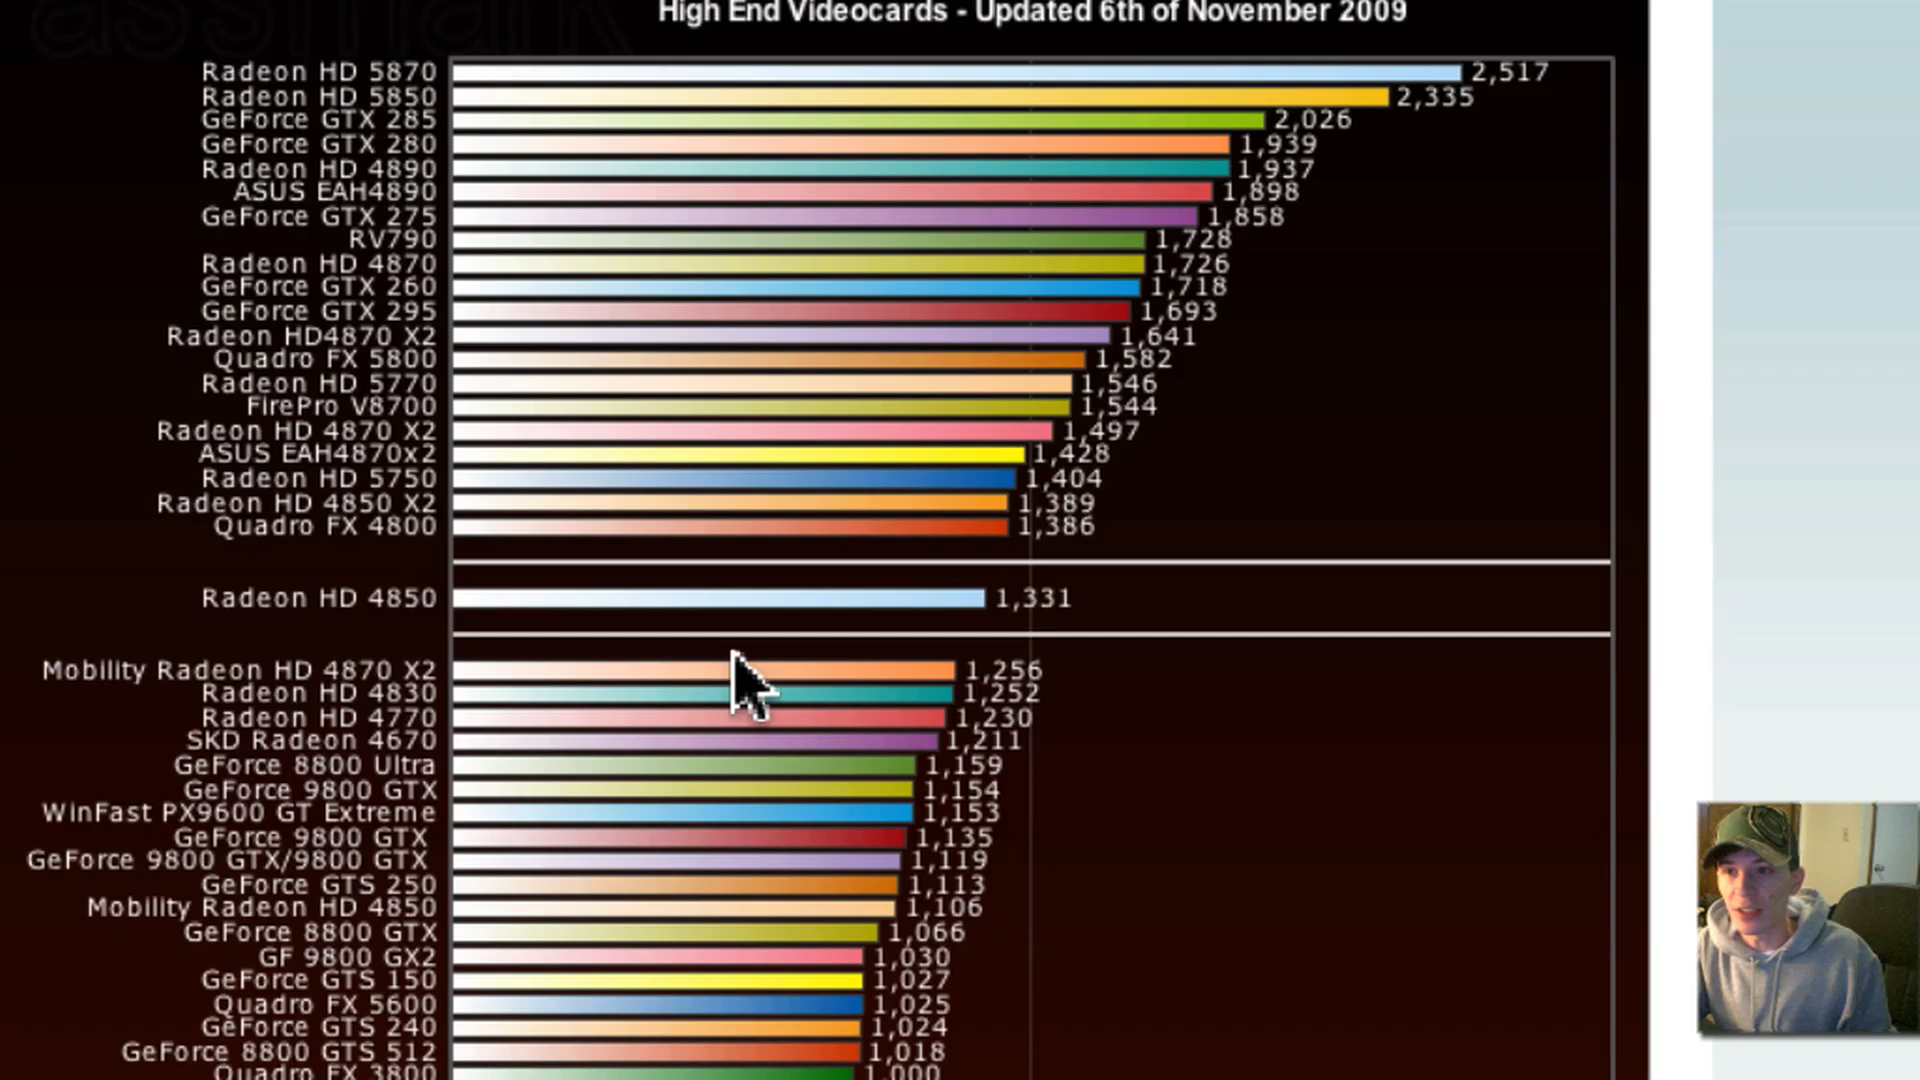 High End Videocards - Updated 6th of November 2009
Radeon HD 5870 2,517
Radeon HD 5850 2,335
GeForce GTX 285 2,026
GeForce GTX 280 1,939
Radeon HD 4890 1,937
ASUS EAH4890 1,898
GeForce GTX 275 1,858
RV790 1,728
Radeon HD 4870 1,726
GeForce GTX 260 1,718
GeForce GTX 295 1,693
Radeon HD4870 X2 1,641
Quadro FX 5800 1,582
Radeon HD 5770 1,546
FirePro V8700 1,544
Radeon HD 4870 X2 1,497
ASUS EAH4870x2 1,428
Radeon HD 5750 1,404
Radeon HD 4850 X2 1,389
Quadro FX 4800 1,386
Radeon HD 4850 1,331
Mobility Radeon HD 4870 X2 1,256
Radeon HD 4830 1,252
Radeon HD 4770 1,230
SKD Radeon 4670 1,211
GeForce 8800 Ultra 1,159
GeForce 9800 GTX 1,154
WinFast PX9600 GT Extreme 1,153
GeForce 9800 GTX 1,135
GeForce 9800 GTX/9800 GTX 1,119
GeForce GTS 250 1,113
Mobility Radeon HD 4850 1,106
GeForce 8800 GTX 1,066
GF 9800 GX2 1,030
GeForce GTS 150 1,027
Quadro FX 5600 1,025
GeForce GTS 240 1,024
GeForce 8800 GTS 512 1,018
Quadro FX 3800 1,000